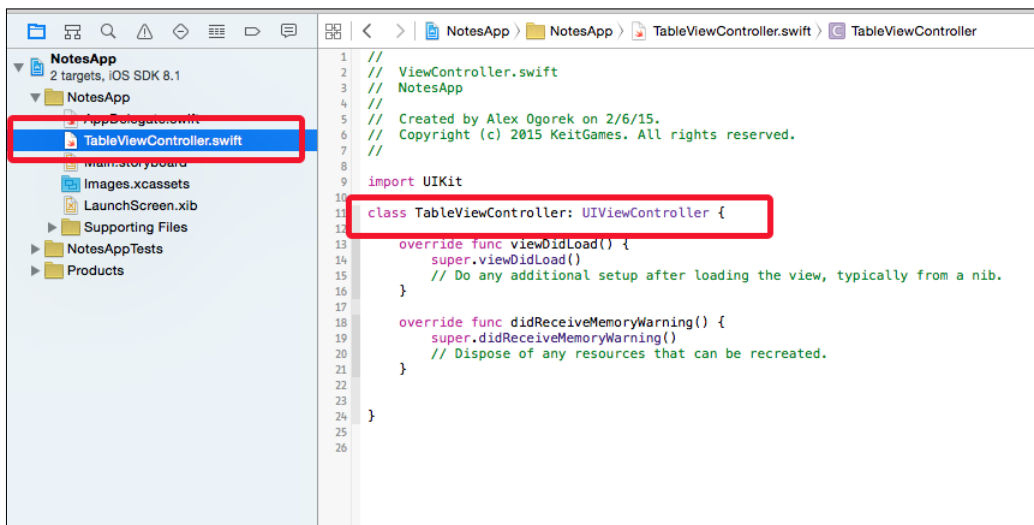 NotesApp
2 targets, iOS SDK 8.1
NotesApp
AppDelegate.swift
TableViewController.swift
Main.storyboard
Images.xcassets
LaunchScreen.xib
Supporting Files
NotesAppTests
Products
NotesApp NotesApp TableViewController.swift C TableViewController
1 //
2 //  ViewController.swift
3 //  NotesApp
4 //
5 //  Created by Alex Ogorek on 2/6/15.
6 //  Copyright (c) 2015 KeitGames. All rights reserved.
7 //
8
9 import UIKit
10
11 class TableViewController: UIViewController {
12
13     override func viewDidLoad() {
14         super.viewDidLoad()
15         // Do any additional setup after loading the view, typically from a nib.
16     }
17
18     override func didReceiveMemoryWarning() {
19         super.didReceiveMemoryWarning()
20         // Dispose of any resources that can be recreated.
21     }
22
23
24 }
25
26